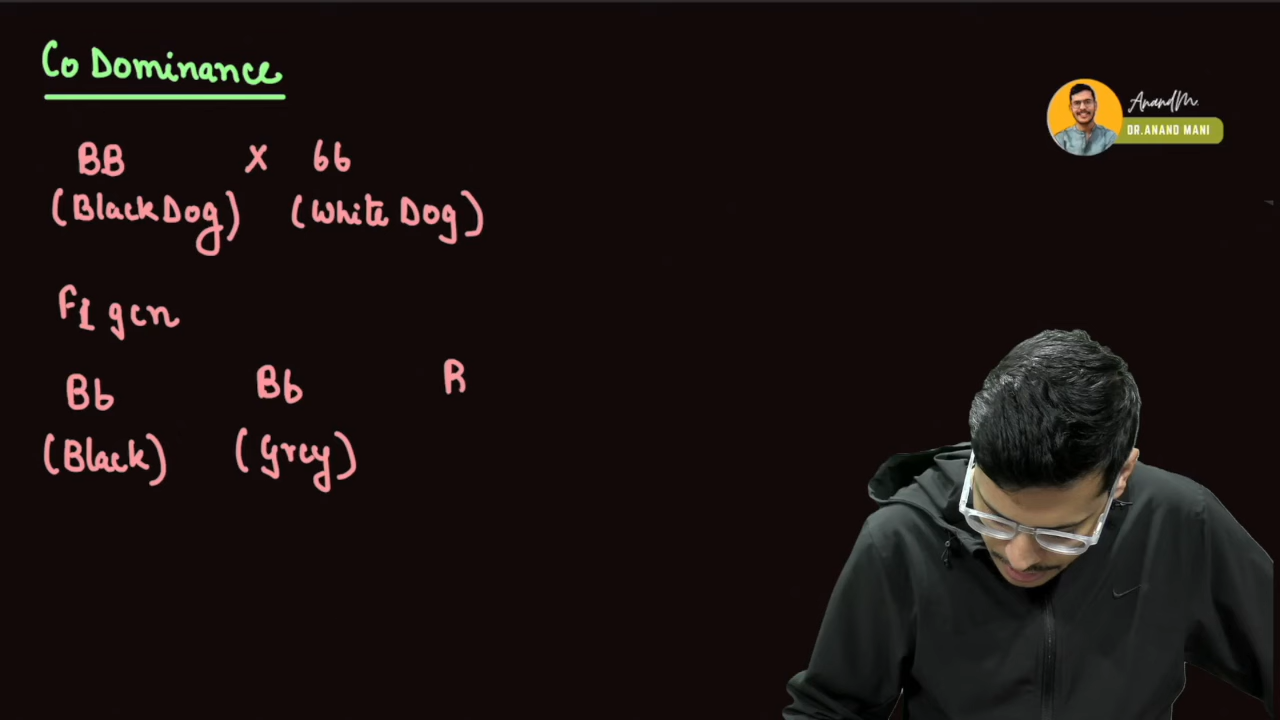 Co Dominance
AnandM.
DR.ANAND MANI
BB X bb
(Black Dog) (White Dog)
F1 gen
Bb Bb B
(Black) (Grey)